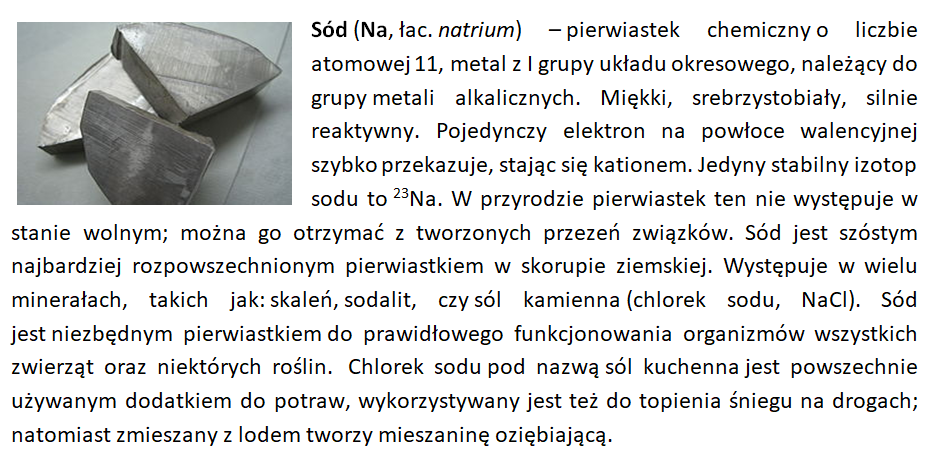 Sód (Na, łac. natrium) – pierwiastek chemiczny o liczbie
atomowej 11, metal z I grupy układu okresowego, należący do
grupy metali alkalicznych. Miękki, srebrzystobiały, silnie
reaktywny. Pojedynczy elektron na powłoce walencyjnej
szybko przekazuje, stając się kationem. Jedyny stabilny izotop
sodu to ²³Na. W przyrodzie pierwiastek ten nie występuje w
stanie wolnym; można go otrzymać z tworzonych przezeń związków. Sód jest szóstym
najbardziej rozpowszechnionym pierwiastkiem w skorupie ziemskiej. Występuje w wielu
minerałach, takich jak: skaleń, sodalit, czy sól kamienna (chlorek sodu, NaCl). Sód
jest niezbędnym pierwiastkiem do prawidłowego funkcjonowania organizmów wszystkich
zwierząt oraz niektórych roślin. Chlorek sodu pod nazwą sól kuchenna jest powszechnie
używanym dodatkiem do potraw, wykorzystywany jest też do topienia śniegu na drogach;
natomiast zmieszany z lodem tworzy mieszaninę oziębiającą.